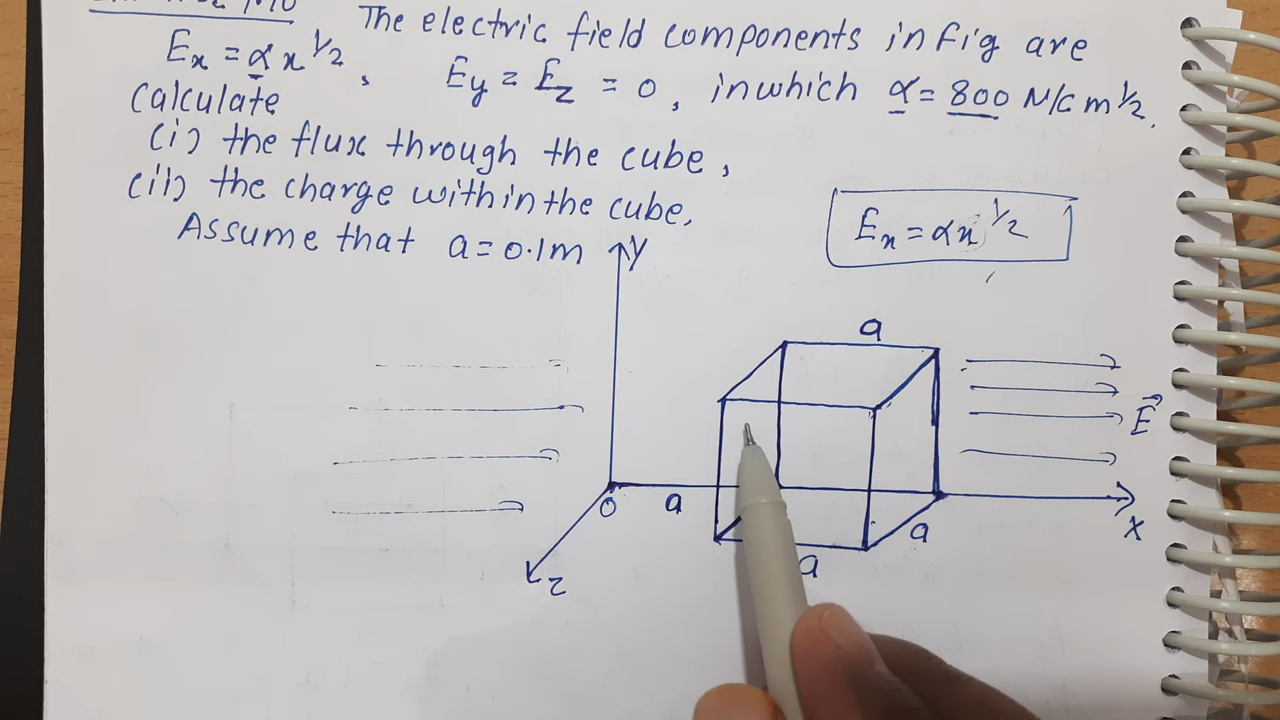 The electric field components in fig are
Ex = αx^1/2, Ey = Ez = 0, in which α = 800 N/C m^1/2.
Calculate
(i) the flux through the cube,
(ii) the charge within the cube.
Assume that a = 0.1m
Ex = αx^1/2
y
a
E
0
a
a
a
x
z